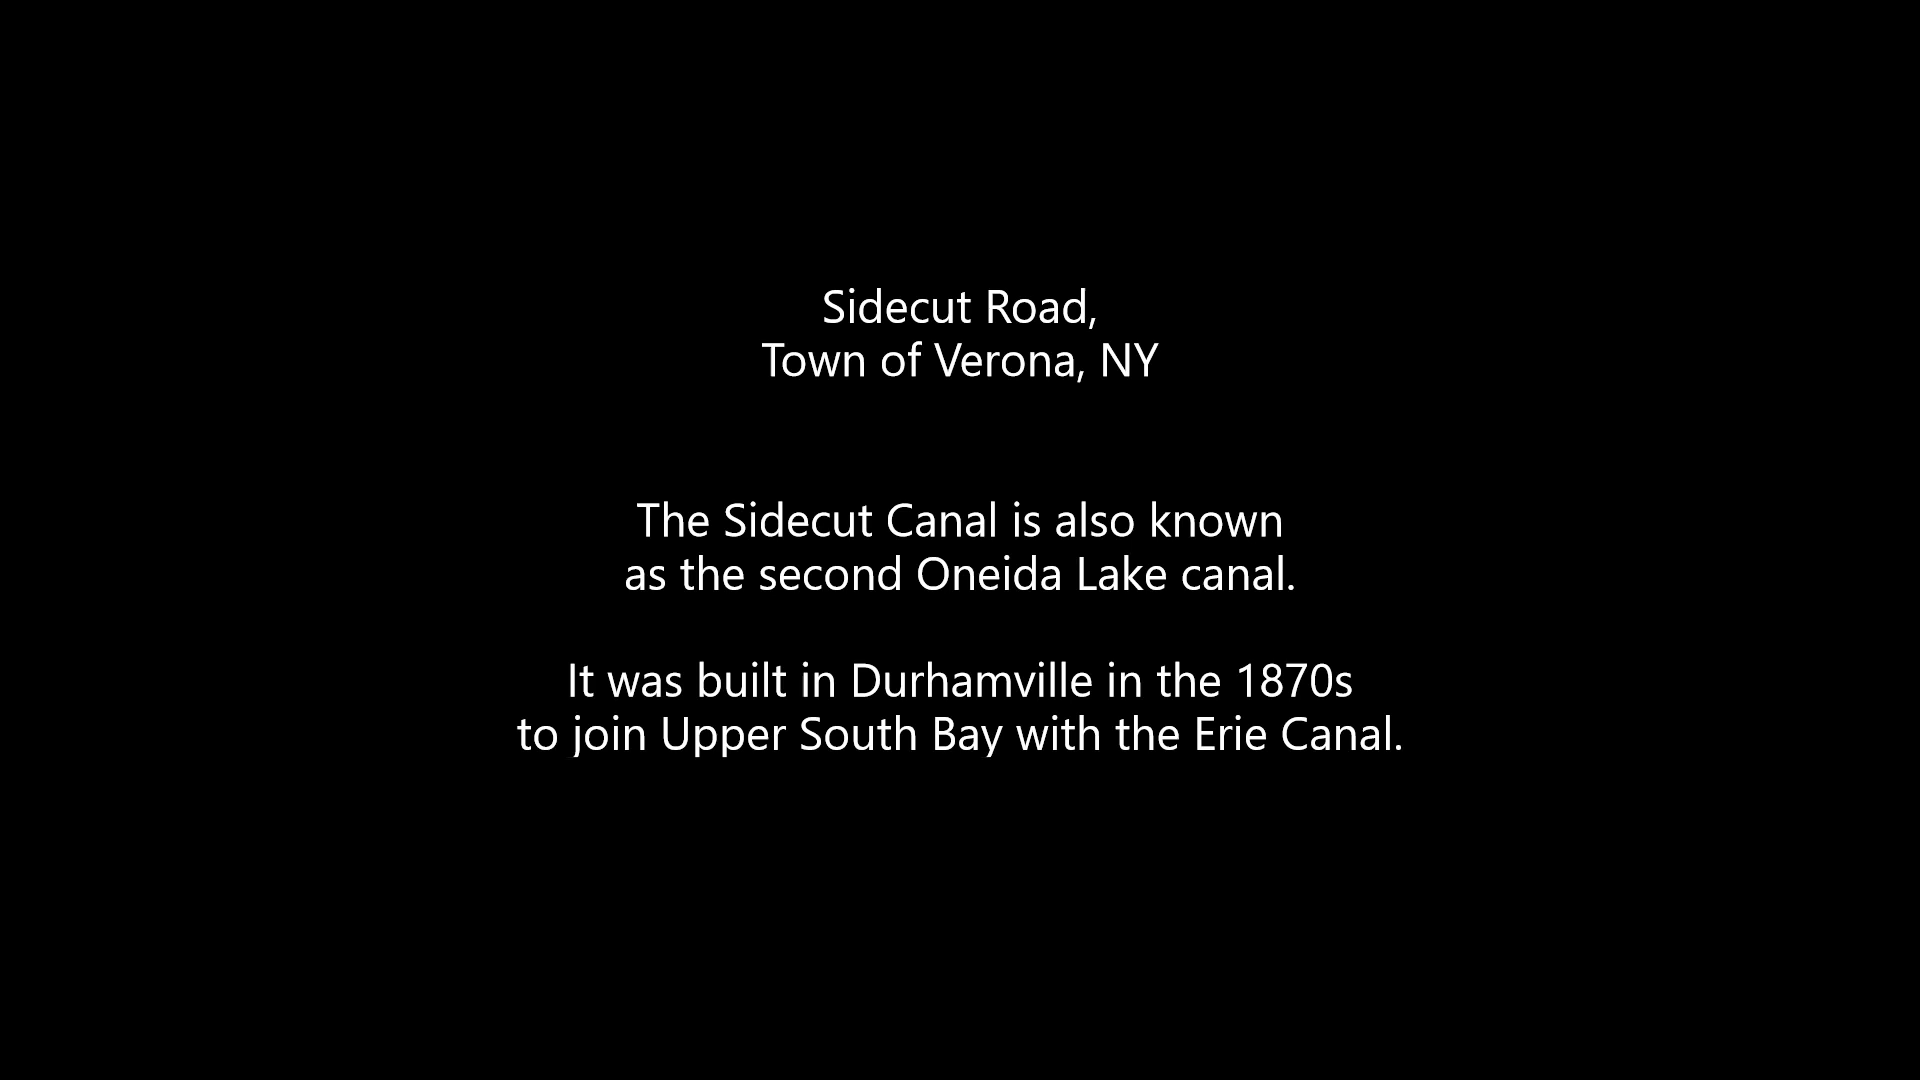 Sidecut Road,
Town of Verona, NY
The Sidecut Canal is also known
as the second Oneida Lake canal.
It was built in Durhamville in the 1870s
to join Upper South Bay with the Erie Canal.